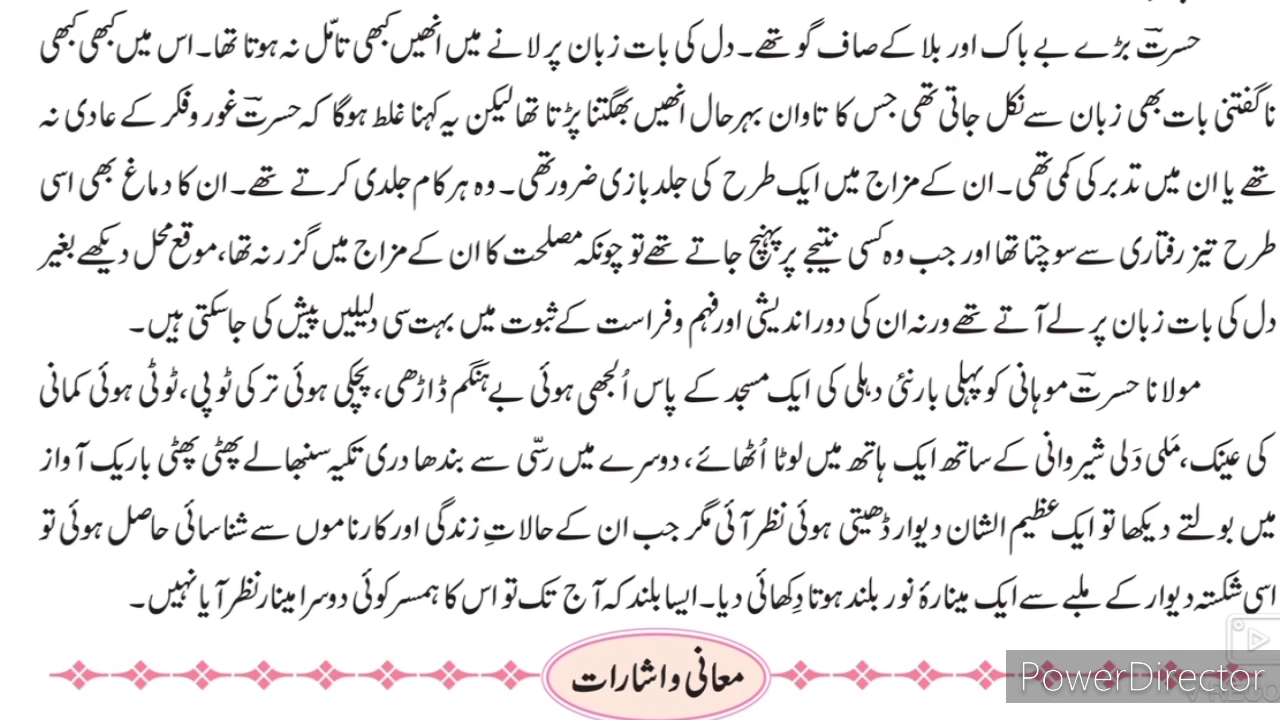 حسرتؔ بڑے بے باک اور بلا کے صاف گو تھے۔ دل کی بات زبان پر لانے میں انھیں کبھی تامّل نہ ہوتا تھا۔ اس میں کبھی کبھی
ناگفتنی بات بھی زبان سے نکل جاتی تھی جس کا تاوان بہرحال انھیں بھگتنا پڑتا تھا لیکن یہ کہنا غلط ہوگا کہ حسرتؔ غور و فکر کے عادی نہ
تھے یا ان میں تدبر کی کمی تھی۔ ان کے مزاج میں ایک طرح کی جلد بازی ضرور تھی۔ وہ ہر کام جلدی کرتے تھے۔ ان کا دماغ بھی اسی
طرح تیز رفتاری سے سوچتا تھا اور جب وہ کسی نتیجے پر پہنچ جاتے تھے تو چونکہ مصلحت کا ان کے مزاج میں گزر نہ تھا، موقع محل دیکھے بغیر
دل کی بات زبان پر لے آتے تھے ورنہ ان کی دور اندیشی اور فہم و فراست کے ثبوت میں بہت سی دلیلیں پیش کی جاسکتی ہیں۔
مولانا حسرتؔ موہانی کو پہلی بار نئی دہلی کی ایک مسجد کے پاس اُلجھی ہوئی بے ہنگم ڈاڑھی، پچکی ہوئی ترکی ٹوپی، ٹوٹی ہوئی کمانی
کی عینک، مَلی دَلی شیروانی کے ساتھ ایک ہاتھ میں لوٹا اُٹھائے، دوسرے میں رسّی سے بندھا دری تکیہ سنبھالے پھٹی پھٹی باریک آواز
میں بولتے دیکھا تو ایک عظیم الشان دیوار ڈھیتی ہوئی نظر آئی مگر جب ان کے حالاتِ زندگی اور کارناموں سے شناسائی حاصل ہوئی تو
اسی شکستہ دیوار کے ملبے سے ایک مینارۂ نور بلند ہوتا دِکھائی دیا۔ ایسا بلند کہ آج تک تو اس کا ہمسر کوئی دوسرا مینار نظر آیا نہیں۔
معانی و اشارات
PowerDirector